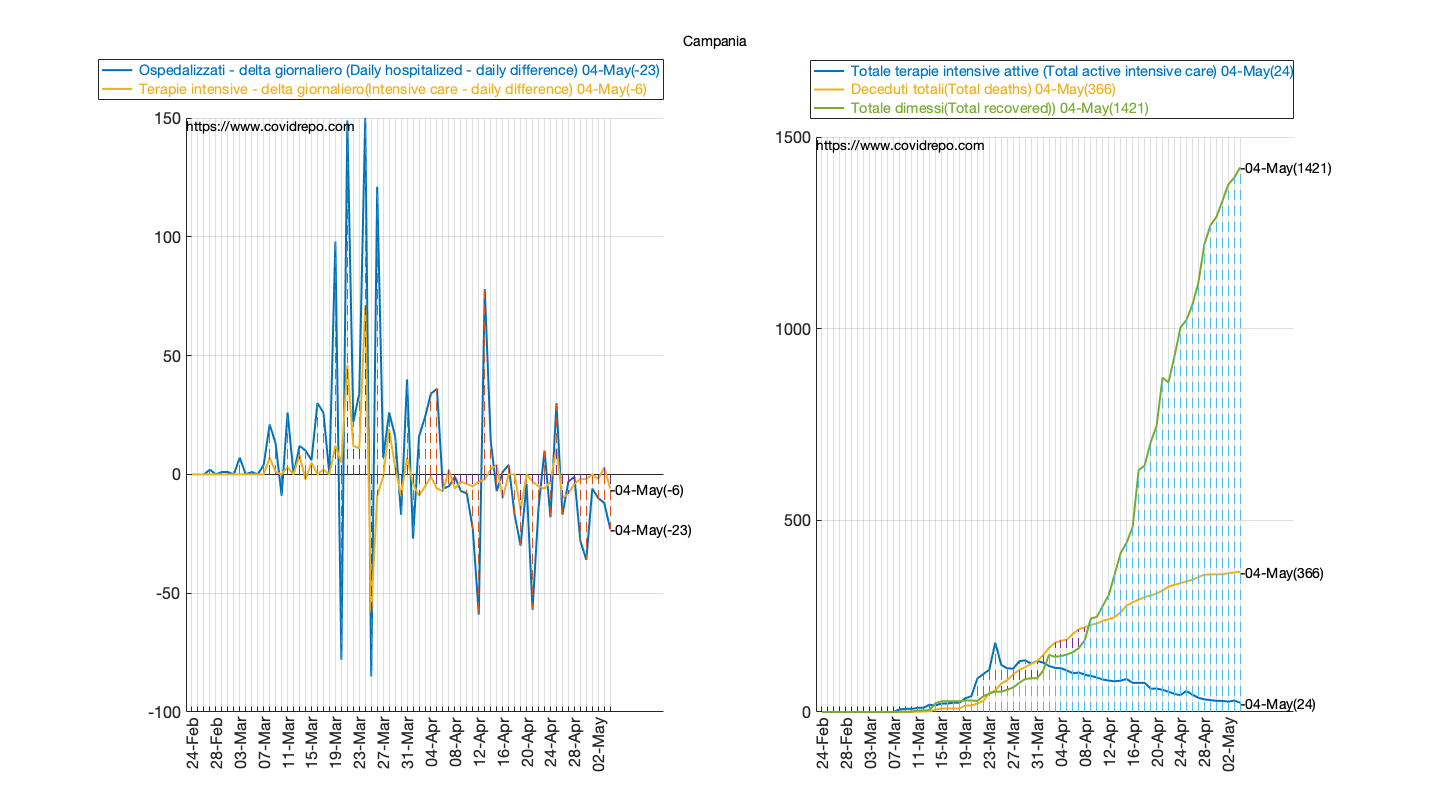 Campania
Ospedalizzati - delta giornaliero (Daily hospitalized - daily difference) 04-May(-23)
Terapie intensive - delta giornaliero(Intensive care - daily difference) 04-May(-6)
https://www.covidrepo.com
150
100
50
0
-50
-100
04-May(-6)
04-May(-23)
24-Feb
28-Feb
03-Mar
07-Mar
11-Mar
15-Mar
19-Mar
23-Mar
27-Mar
31-Mar
04-Apr
08-Apr
12-Apr
16-Apr
20-Apr
24-Apr
28-Apr
02-May
Totale terapie intensive attive (Total active intensive care) 04-May(24)
Deceduti totali(Total deaths) 04-May(366)
Totale dimessi(Total recovered)) 04-May(1421)
https://www.covidrepo.com
1500
1000
500
0
04-May(1421)
04-May(366)
04-May(24)
24-Feb
28-Feb
03-Mar
07-Mar
11-Mar
15-Mar
19-Mar
23-Mar
27-Mar
31-Mar
04-Apr
08-Apr
12-Apr
16-Apr
20-Apr
24-Apr
28-Apr
02-May